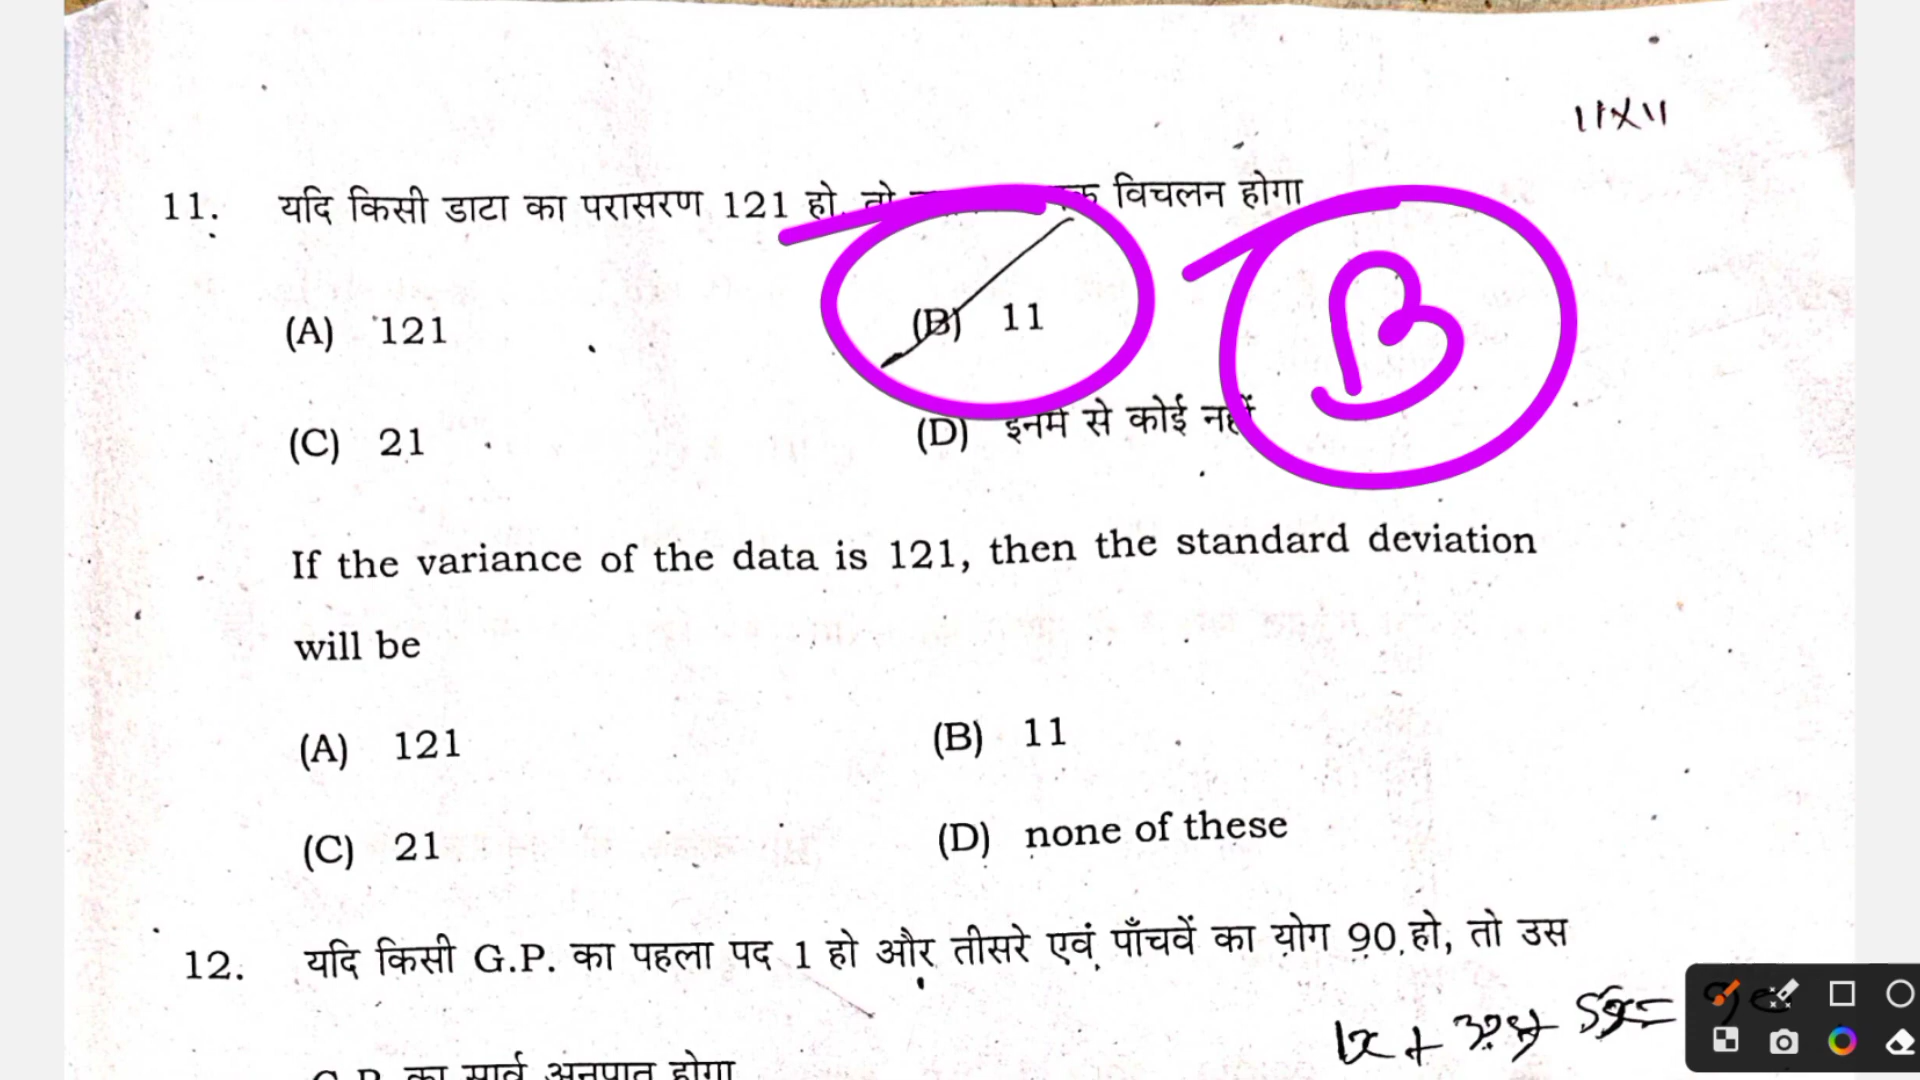 11×11
11. यदि किसी डाटा का परासरण 121 हो, तो विचलन होगा
(A) 121 (B) 11
B
(C) 21 (D) इनमें से कोई नहीं
If the variance of the data is 121, then the standard deviation
will be
(A) 121 (B) 11
(C) 21 (D) none of these
12. यदि किसी G.P. का पहला पद 1 हो और तीसरे एवं पाँचवें का योग 90 हो, तो उस
G.P. का सार्व अनुपात होगा